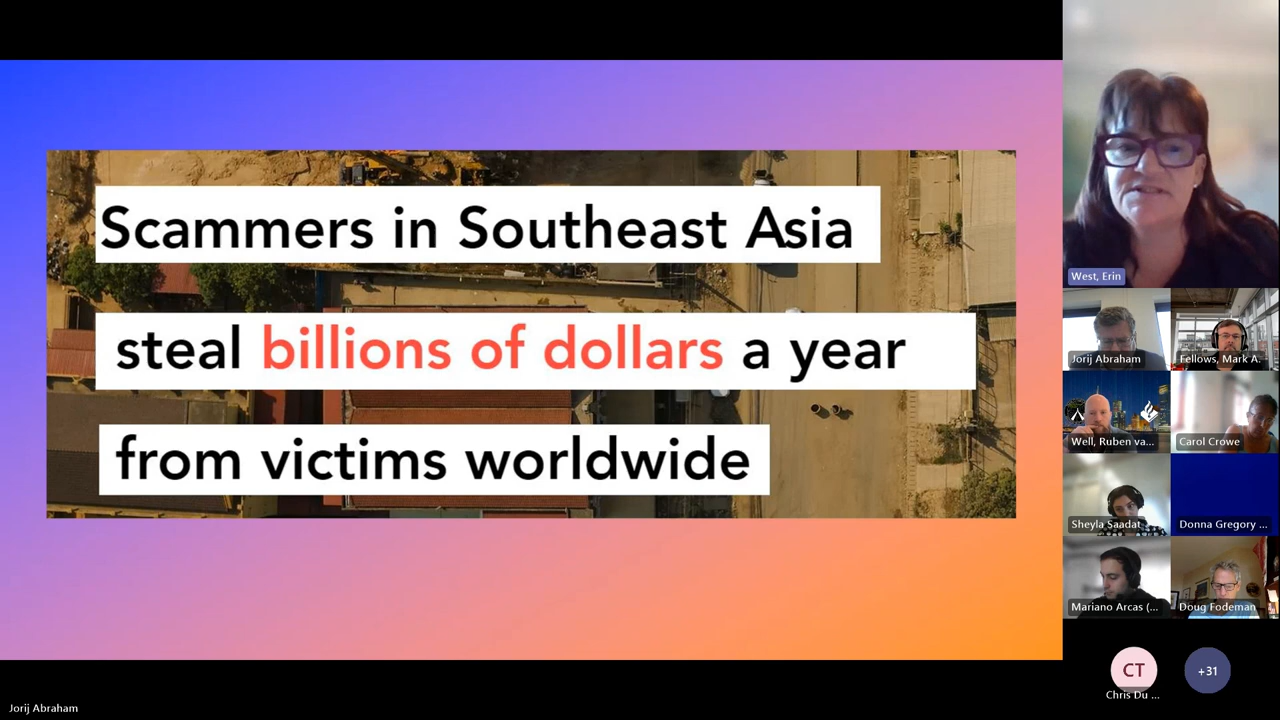 Scammers in Southeast Asia
steal billions of dollars a year
from victims worldwide
West, Erin
Jorij Abraham
Fellows, Mark A.
Well, Ruben va...
Carol Crowe
Sheyla Saadat
Donna Gregory ...
Mariano Arcas (...
Doug Fodeman
CT
+31
Chris Du ...
Jorij Abraham